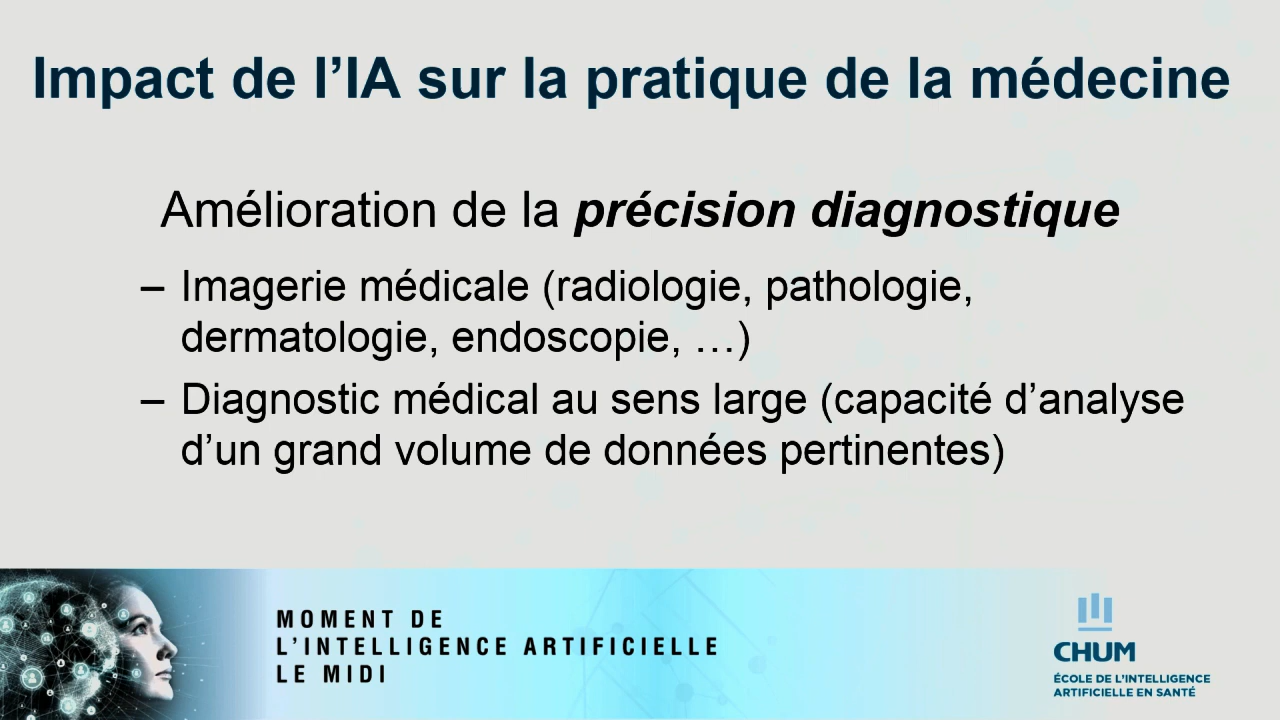 Impact de l’IA sur la pratique de la médecine
Amélioration de la précision diagnostique
– Imagerie médicale (radiologie, pathologie,
dermatologie, endoscopie, …)
– Diagnostic médical au sens large (capacité d’analyse
d’un grand volume de données pertinentes)
MOMENT DE
L’INTELLIGENCE ARTIFICIELLE
LE MIDI
CHUM
ÉCOLE DE L’INTELLIGENCE
ARTIFICIELLE EN SANTÉ